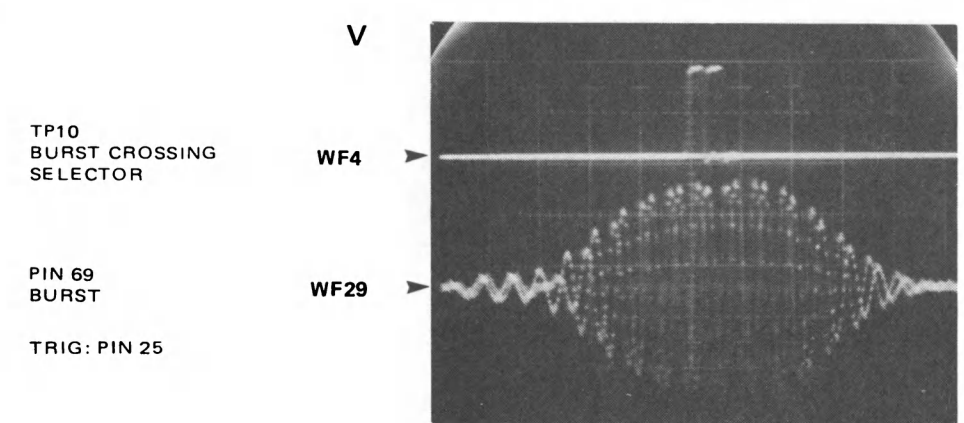 V
TP10
BURST CROSSING
SELECTOR
WF4
PIN 69
BURST
WF29
TRIG: PIN 25